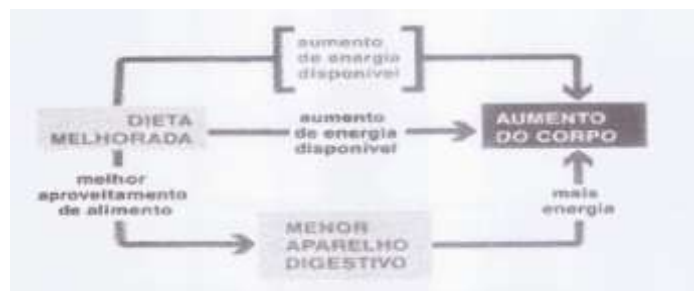 aumento
de energia
disponível
DIETA
MELHORADA
aumento
de energia
disponível
AUMENTO
DO CORPO
melhor
aproveitamento
de alimento
mais
energia
MENOR
APARELHO
DIGESTIVO